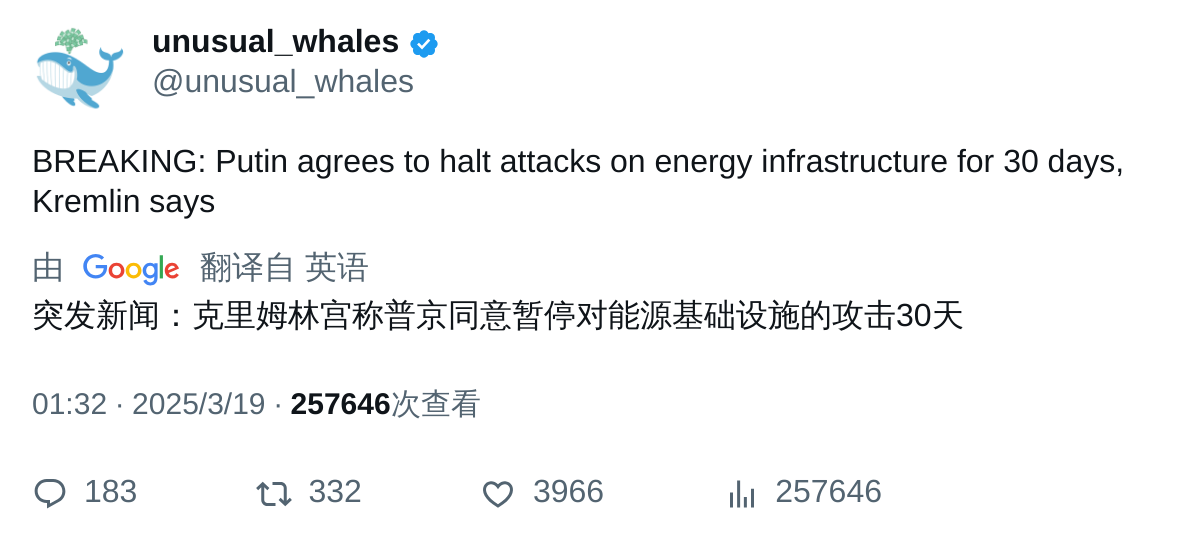 unusual_whales
@unusual_whales
BREAKING: Putin agrees to halt attacks on energy infrastructure for 30 days,
Kremlin says
由 Google 翻译自 英语
突发新闻：克里姆林宫称普京同意暂停对能源基础设施的攻击30天
01:32 · 2025/3/19 · 257646次查看
183 332 3966 257646